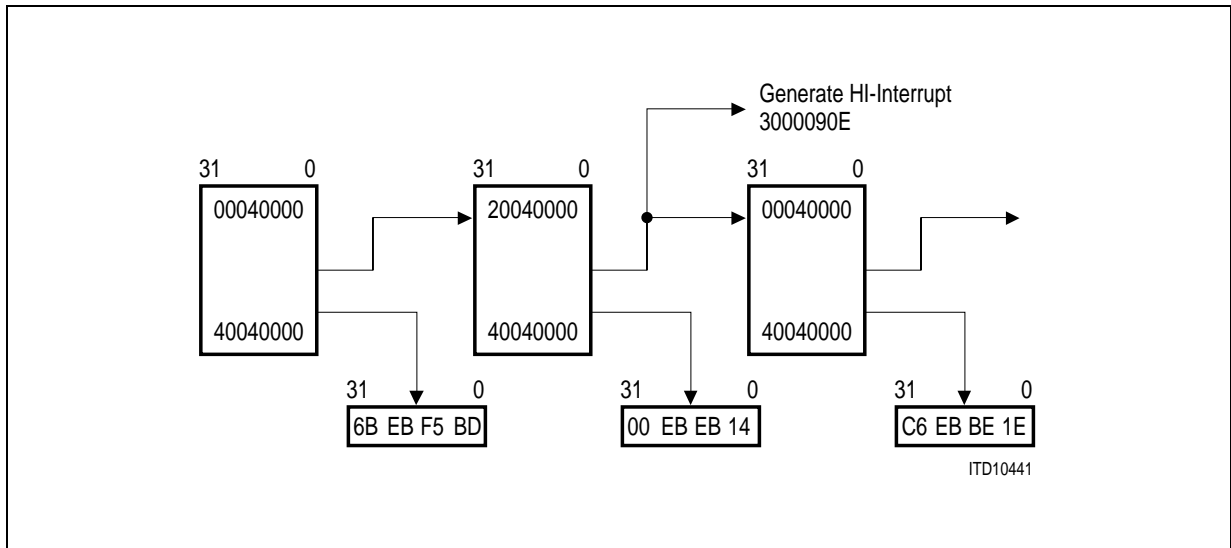 Generate HI-Interrupt
3000090E
31 0
31 0
31 0
00040000
20040000
00040000
40040000
40040000
40040000
31 0
31 0
31 0
6B EB F5 BD
00 EB EB 14
C6 EB BE 1E
ITD10441